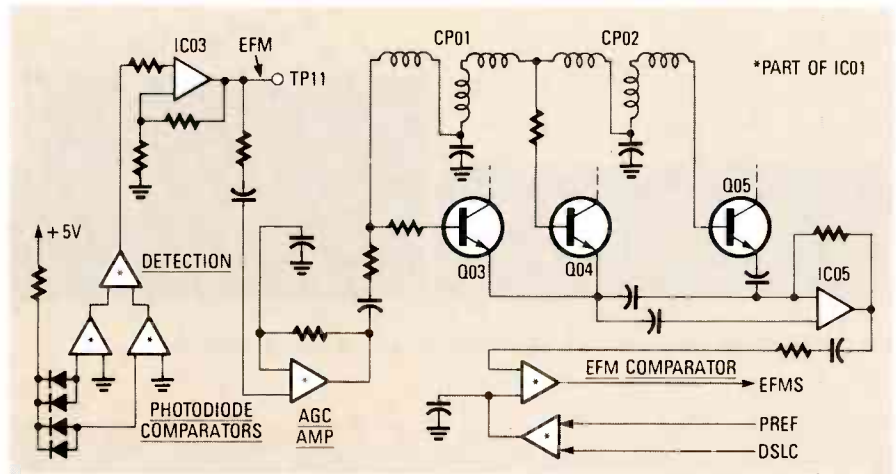 IC03
EFM
TP11
CP01
CP02
*PART OF IC01
+5V
DETECTION
Q03
Q04
Q05
IC05
PHOTODIODE
COMPARATORS
AGC
AMP
EFM COMPARATOR
EFMS
PREF
DSLC
*
*
*
*
*
*